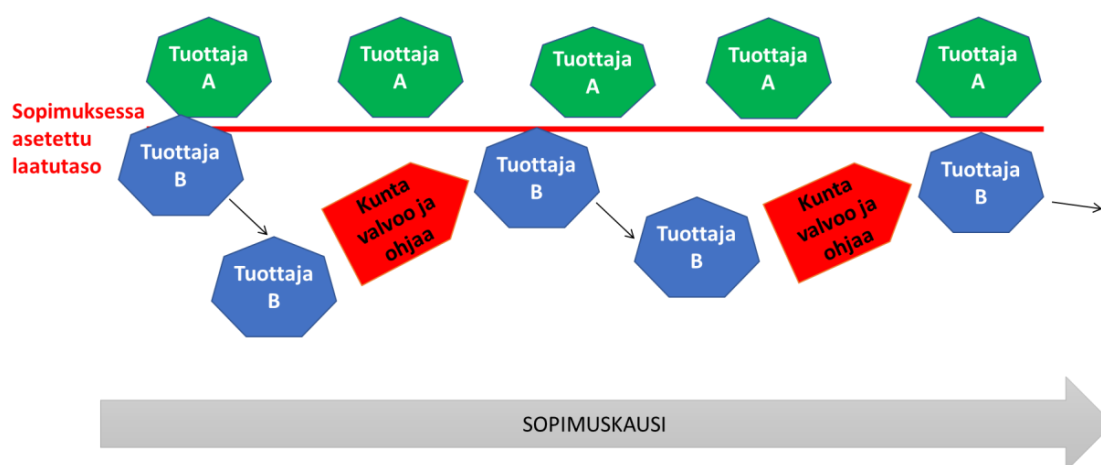 Tuottaja
A
Tuottaja
A
Tuottaja
A
Tuottaja
A
Tuottaja
A
Sopimuksessa
asetettu
laatutaso
Tuottaja
B
Tuottaja
B
Kunta
valvoo ja
ohjaa
Tuottaja
B
Tuottaja
B
Kunta
valvoo ja
ohjaa
Tuottaja
B
SOPIMUSKAUSI